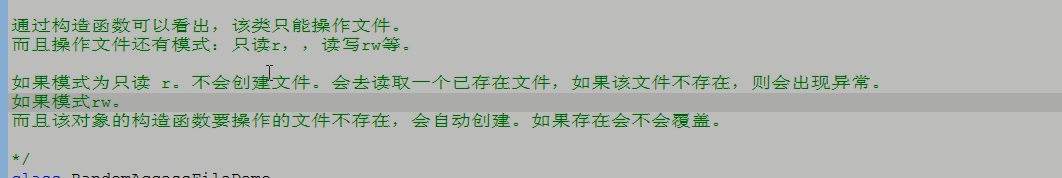 通过构造函数可以看出，该类只能操作文件。
而且操作文件还有模式：只读r，，读写rw等。
如果模式为只读 r。不会创建文件。会去读取一个已存在文件，如果该文件不存在，则会出现异常。
如果模式rw。
而且该对象的构造函数要操作的文件不存在，会自动创建。如果存在会不会覆盖。
*/
class RandomAccessFileDemo